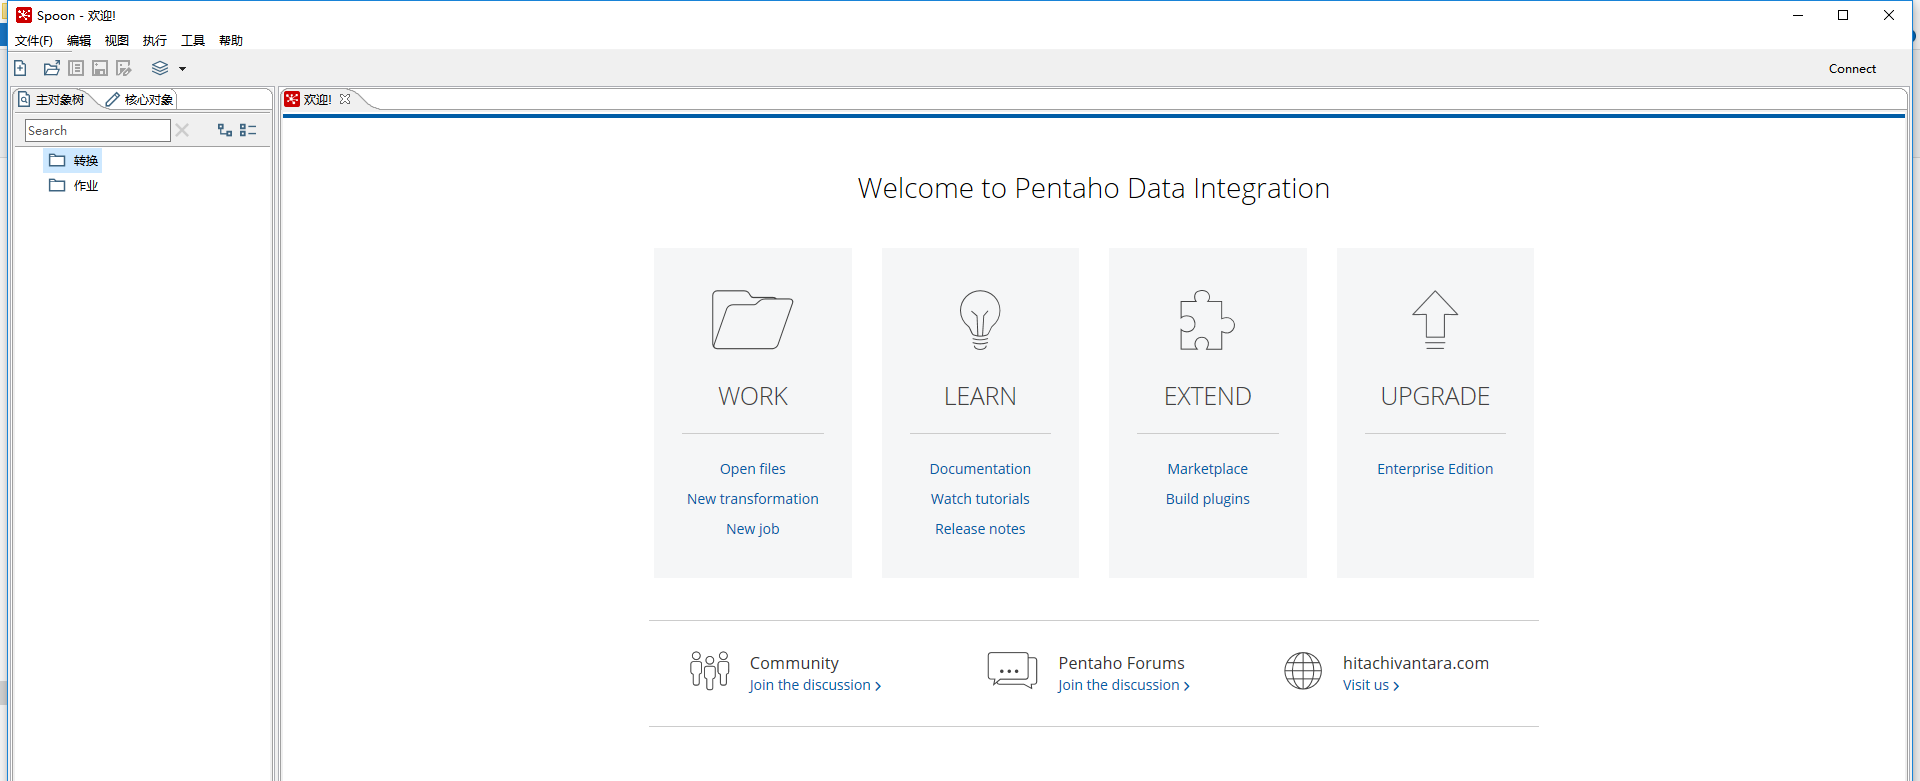 Spoon - 欢迎!
文件(F) 编辑 视图 执行 工具 帮助
Connect
主对象树 核心对象
欢迎!
Search
转换
作业
Welcome to Pentaho Data Integration
WORK
Open files
New transformation
New job
LEARN
Documentation
Watch tutorials
Release notes
EXTEND
Marketplace
Build plugins
UPGRADE
Enterprise Edition
Community
Join the discussion >
Pentaho Forums
Join the discussion >
hitachivantara.com
Visit us >